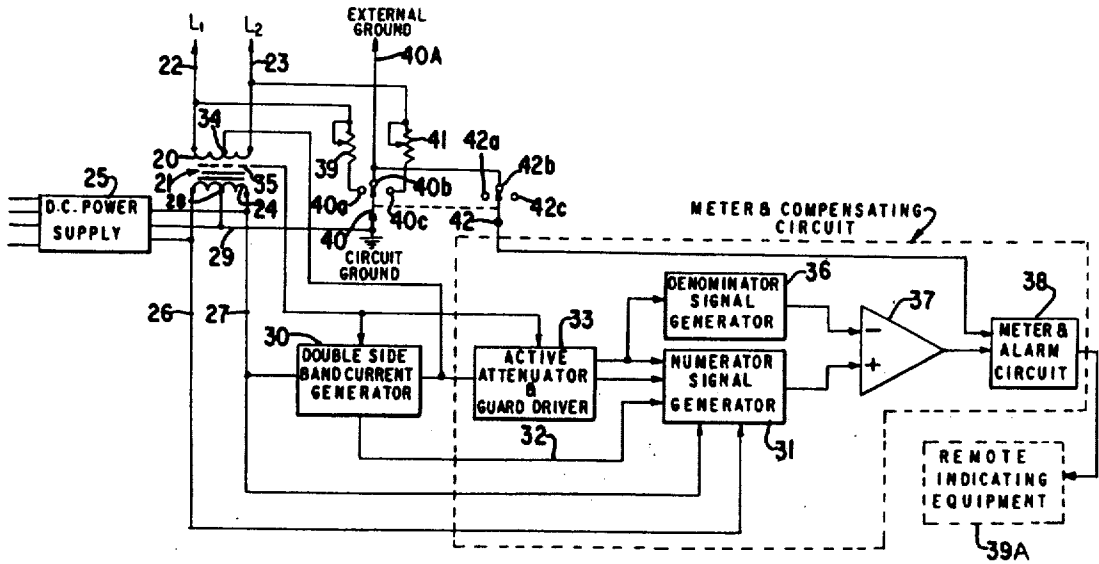 L1
L2
EXTERNAL
GROUND
40A
22
23
34
41
42a
42b
20
39
21
35
40b
25
28
24
40a
40c
42c
D.C. POWER
SUPPLY
40
42
METER & COMPENSATING
CIRCUIT
29
CIRCUIT
GROUND
36
26
27
DENOMINATOR
SIGNAL
GENERATOR
37
38
30
33
DOUBLE SIDE
BAND CURRENT
GENERATOR
ACTIVE
ATTENUATOR
&
GUARD DRIVER
NUMERATOR
SIGNAL
GENERATOR
−
+
METER &
ALARM
CIRCUIT
32
31
REMOTE
INDICATING
EQUIPMENT
39A